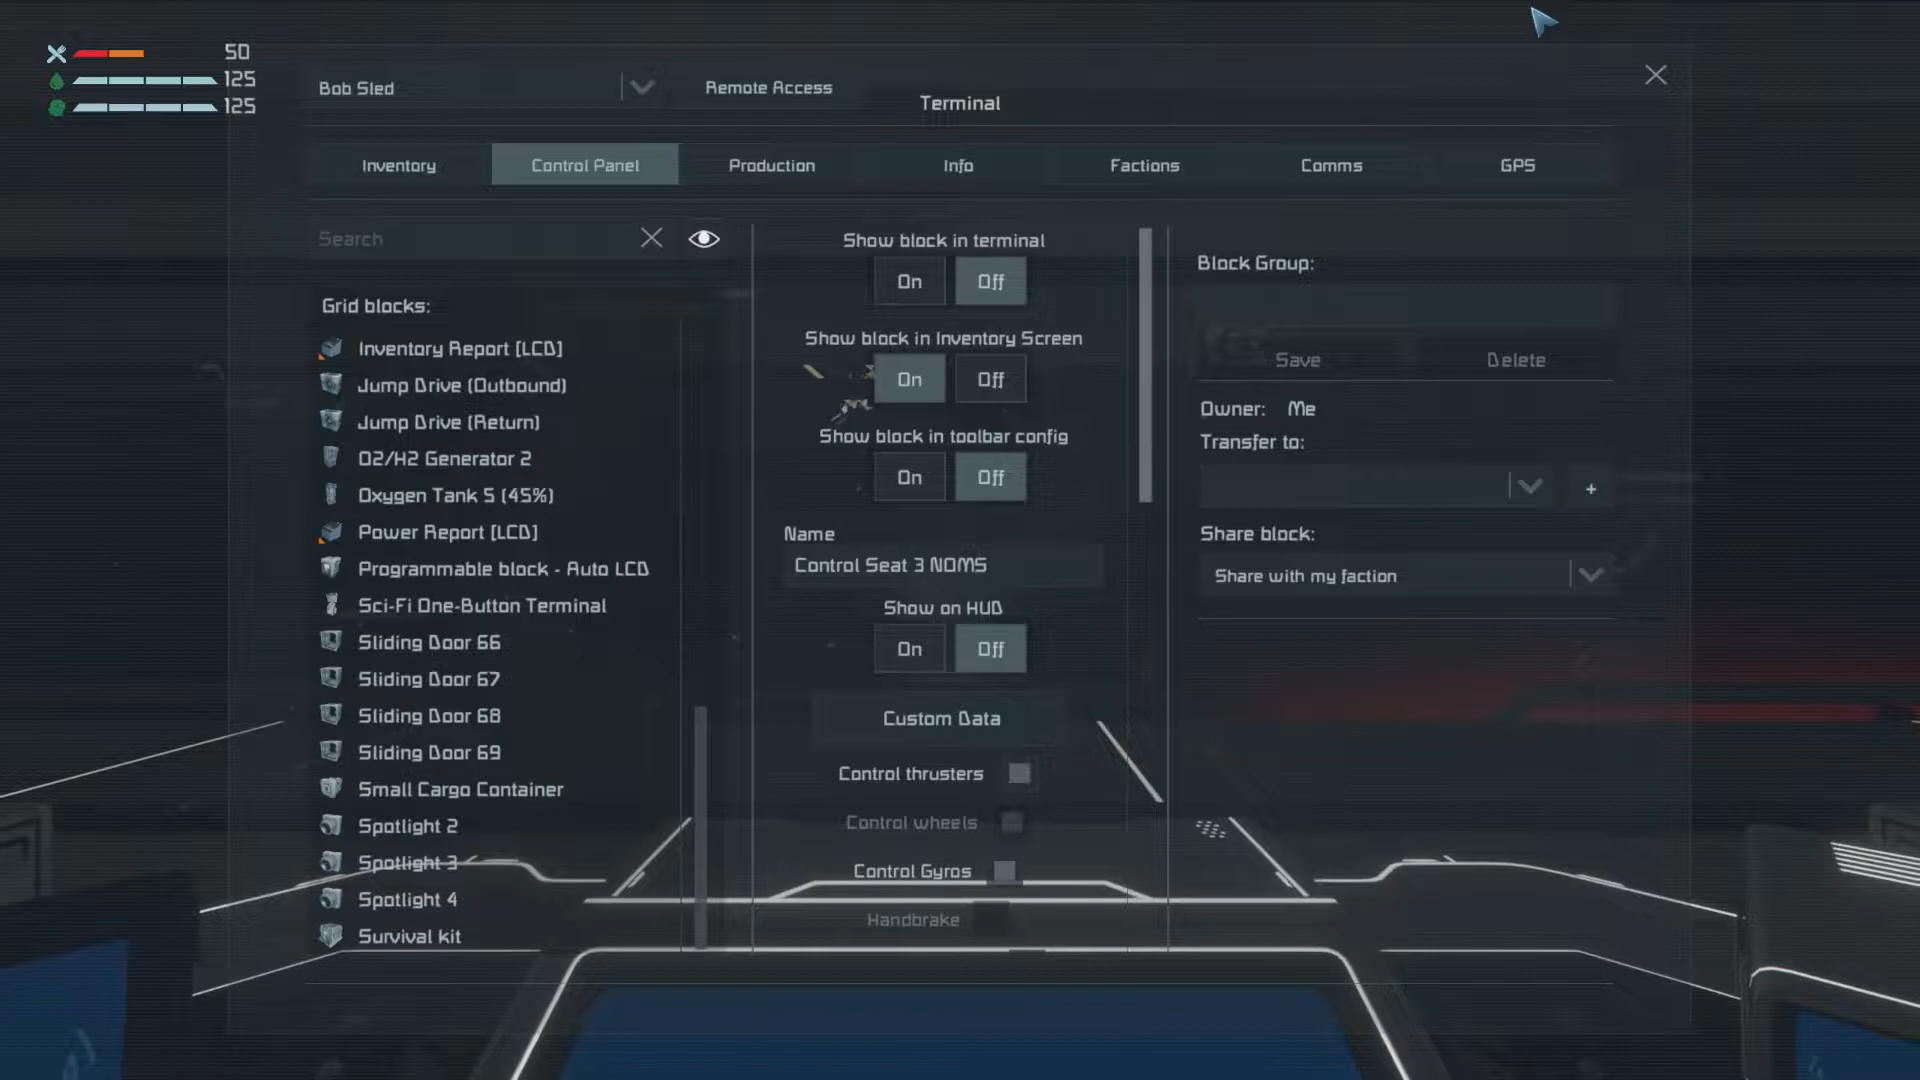 50
125
125
Bob Sled
Remote Access
Terminal
Inventory
Control Panel
Production
Info
Factions
Comms
GPS
Search
Grid blocks:
Inventory Report [LCD]
Jump Drive (Outbound)
Jump Drive (Return)
O2/H2 Generator 2
Oxygen Tank 5 (45%)
Power Report [LCD]
Programmable block - Auto LCD
Sci-Fi One-Button Terminal
Sliding Door 66
Sliding Door 67
Sliding Door 68
Sliding Door 69
Small Cargo Container
Spotlight 2
Spotlight 3
Spotlight 4
Survival kit
Show block in terminal
On
Off
Show block in Inventory Screen
On
Off
Show block in toolbar config
On
Off
Name
Control Seat 3 NOMS
Show on HUD
On
Off
Custom Data
Control thrusters
Control wheels
Control Gyros
Handbrake
Block Group:
Save
Delete
Owner: Me
Transfer to:
+
Share block:
Share with my faction